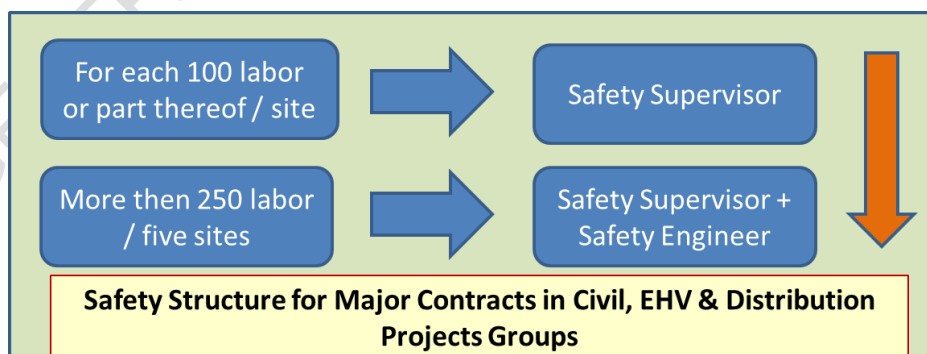 For each 100 labor
or part thereof / site
Safety Supervisor
More then 250 labor
/ five sites
Safety Supervisor +
Safety Engineer
Safety Structure for Major Contracts in Civil, EHV & Distribution
Projects Groups